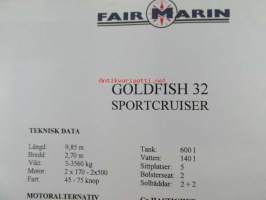 FAIR MARIN
GOLDFISH 32
SPORTCRUISER
TEKNISK DATA
Längd: 9,85 m
Bredd: 2,70 m
Vikt: 3-3560 kg
Motor: 2 x 170 - 2x500
Fart: 45 - 75 knop
Tank: 600 l
Vatten: 140 l
Sittplatser: 5
Bolsterseat: 2
Solbäddar: 2 + 2
MOTORALTERNATIV